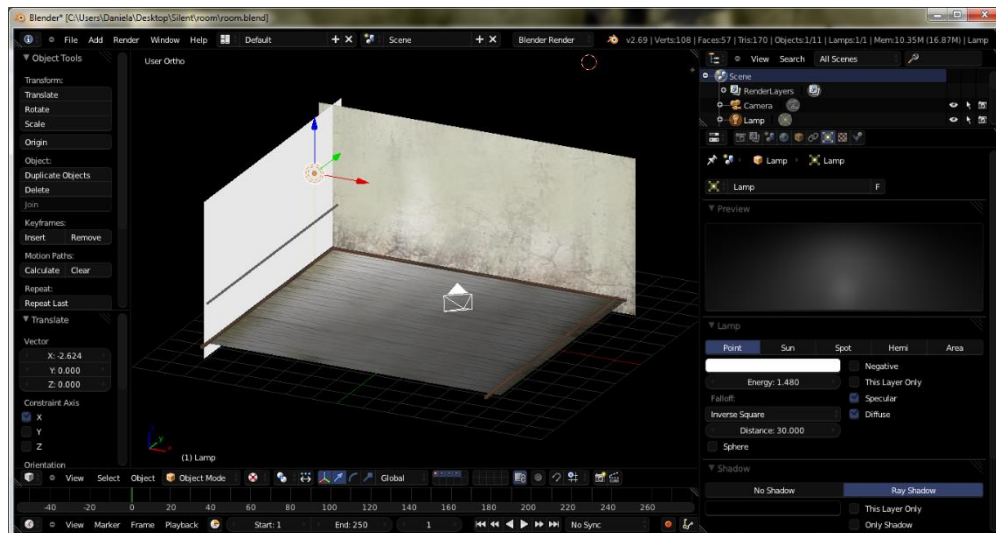 Blender* [C:\Users\Daniela\Desktop\Silent\room\room.blend]
File Add Render Window Help Default Scene Blender Render v2.69 | Verts:108 | Faces:57 | Tris:170 | Objects:1/11 | Lamps:1/1 | Mem:10.35M (16.87M) | Lamp
Object Tools
Transform:
Translate
Rotate
Scale
Origin
Object:
Duplicate Objects
Delete
Join
Keyframes:
Insert Remove
Motion Paths:
Calculate Clear
Repeat:
Repeat Last
Translate
Vector
X: -2.624
Y: 0.000
Z: 0.000
Constraint Axis
X
Y
Z
Orientation
User Ortho
Z
Y
(1) Lamp
View Select Object Object Mode Global
-40 -20 0 20 40 60 80 100 120 140 160 180 200 220 240 260
View Marker Frame Playback Start: 1 End: 250 1 No Sync
View Search All Scenes
Scene
RenderLayers
Camera
Lamp
Lamp Lamp
Lamp F
Preview
Lamp
Point Sun Spot Hemi Area
Negative
Energy: 1.480 This Layer Only
Falloff: Specular
Inverse Square Diffuse
Distance: 30.000
Sphere
Shadow
No Shadow Ray Shadow
This Layer Only
Only Shadow